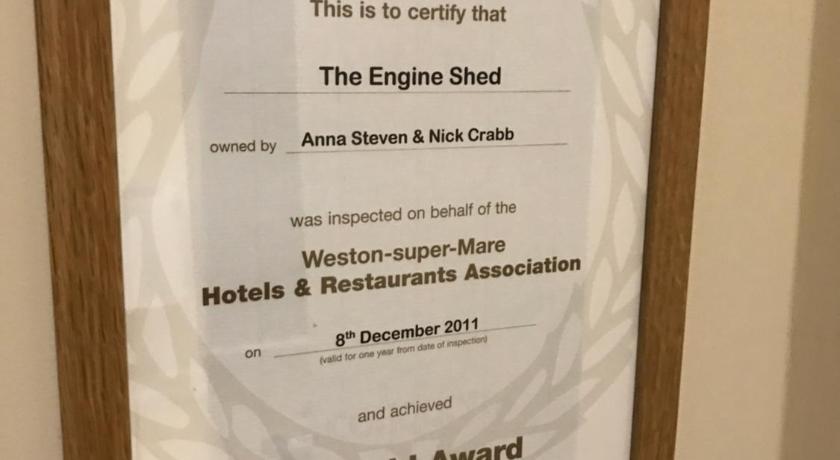 This is to certify that
The Engine Shed
owned by Anna Steven & Nick Crabb
was inspected on behalf of the
Weston-super-Mare
Hotels & Restaurants Association
on 8th December 2011
(valid for one year from date of inspection)
and achieved
Award